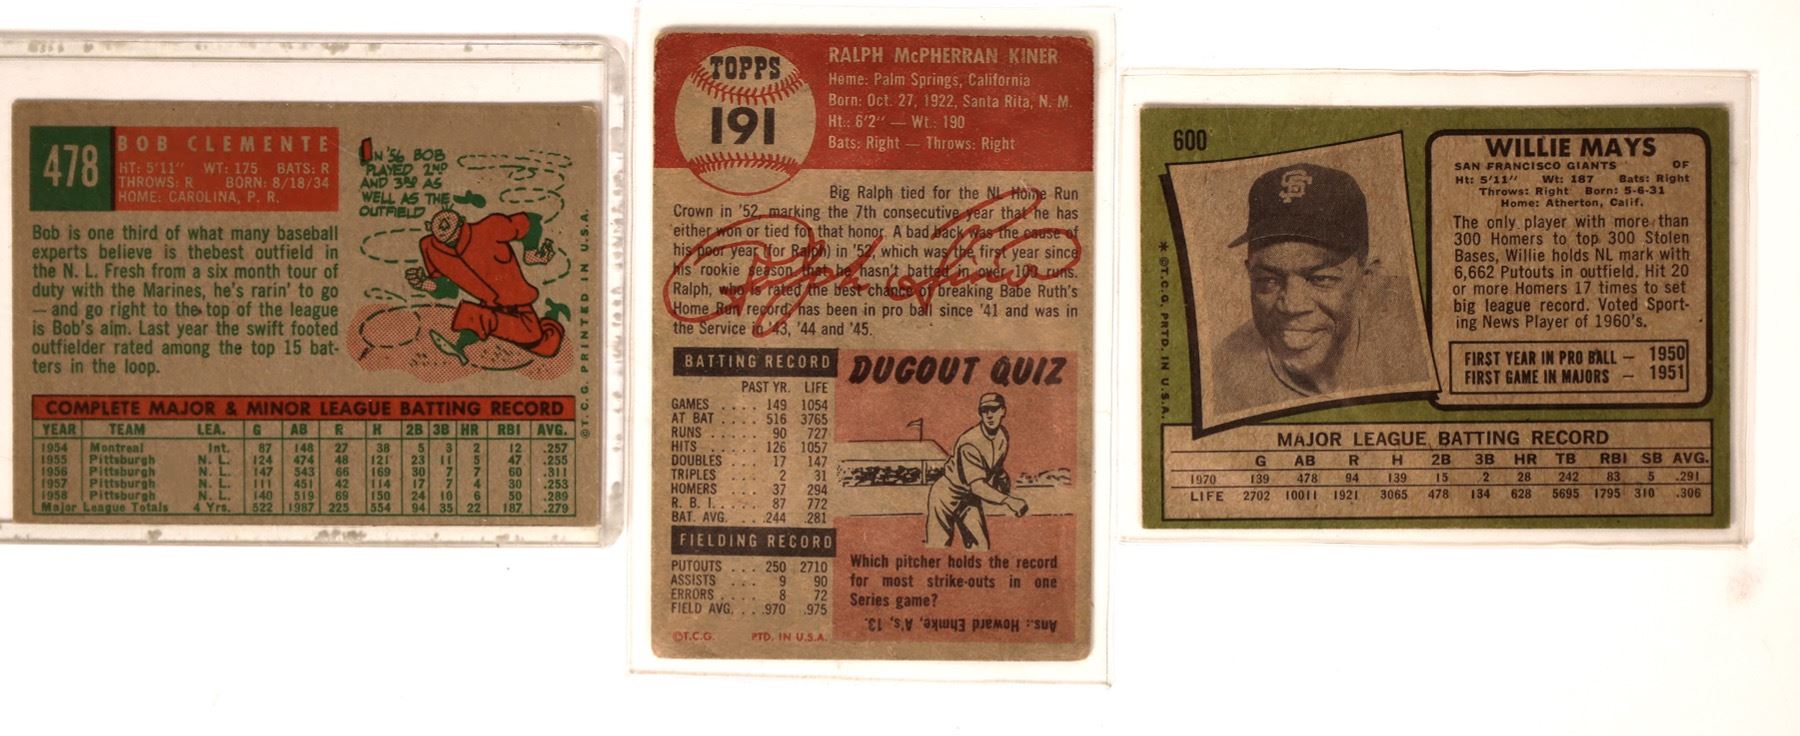 478
BOB CLEMENTE
HT: 5'11" WT: 175 BATS: R
THROWS: R BORN: 8/18/34
HOME: CAROLINA, P. R.
IN '56 BOB
PLAYED 2ND
AND 3RD AS
WELL AS THE
OUTFIELD
Bob is one third of what many baseball
experts believe is thebest outfield in
the N. L. Fresh from a six month tour of
duty with the Marines, he's rarin' to go
— and go right to the top of the league
is Bob's aim. Last year the swift footed
outfielder rated among the top 15 bat-
ters in the loop.
COMPLETE MAJOR & MINOR LEAGUE BATTING RECORD
YEAR TEAM LEA. G AB R H 2B 3B HR RBI AVG.
1954 Montreal Int. 87 148 27 38 5 3 2 12 .257
1955 Pittsburgh N. L. 124 474 48 121 23 11 5 47 .255
1956 Pittsburgh N. L. 147 543 66 169 30 7 7 60 .311
1957 Pittsburgh N. L. 111 451 42 114 17 7 4 30 .253
1958 Pittsburgh N. L. 140 519 69 150 24 10 6 50 .289
Major League Totals 4 Yrs. 522 1987 225 554 94 35 22 187 .279
© T. C. G. PRINTED IN U.S.A.
TOPPS
191
RALPH McPHERRAN KINER
Home: Palm Springs, California
Born: Oct. 27, 1922, Santa Rita, N. M.
Ht.: 6'2" — Wt.: 190
Bats: Right — Throws: Right
Big Ralph tied for the NL Home Run
Crown in '52, marking the 7th consecutive year that he has
either won or tied for that honor. A bad back was the cause of
his poor year (for Ralph) in '52, which was the first year since
his rookie season that he hasn't batted in over 100 runs.
Ralph, who is rated the best chance of breaking Babe Ruth's
Home Run record, has been in pro ball since '41 and was in
the Service in '43, '44 and '45.
Ralph Kiner
BATTING RECORD
PAST YR. LIFE
GAMES .... 149 1054
AT BAT .... 516 3765
RUNS .... 90 727
HITS .... 126 1057
DOUBLES .... 17 147
TRIPLES .... 2 31
HOMERS .... 37 294
R. B. I. .... 87 772
BAT. AVG. ... .244 .281
FIELDING RECORD
PUTOUTS ... 250 2710
ASSISTS .... 9 90
ERRORS .... 8 72
FIELD AVG. ... .970 .975
©T.C.G. PTD. IN U.S.A.
DUGOUT QUIZ
Which pitcher holds the record
for most strike-outs in one
Series game?
Ans.: Howard Ehmke, A's, 13.
600
WILLIE MAYS
SAN FRANCISCO GIANTS OF
Ht: 5'11" Wt: 187 Bats: Right
Throws: Right Born: 5-6-31
Home: Atherton, Calif.
The only player with more than
300 Homers to top 300 Stolen
Bases, Willie holds NL mark with
6,662 Putouts in outfield. Hit 20
or more Homers 17 times to set
big league record. Voted Sport-
ing News Player of 1960's.
FIRST YEAR IN PRO BALL — 1950
FIRST GAME IN MAJORS — 1951
SF
* © T.C.G. PRTD. IN U.S.A.
MAJOR LEAGUE BATTING RECORD
G AB R H 2B 3B HR TB RBI SB AVG.
1970 139 478 94 139 15 2 28 242 83 5 .291
LIFE 2702 10011 1921 3065 478 134 628 5695 1795 310 .306